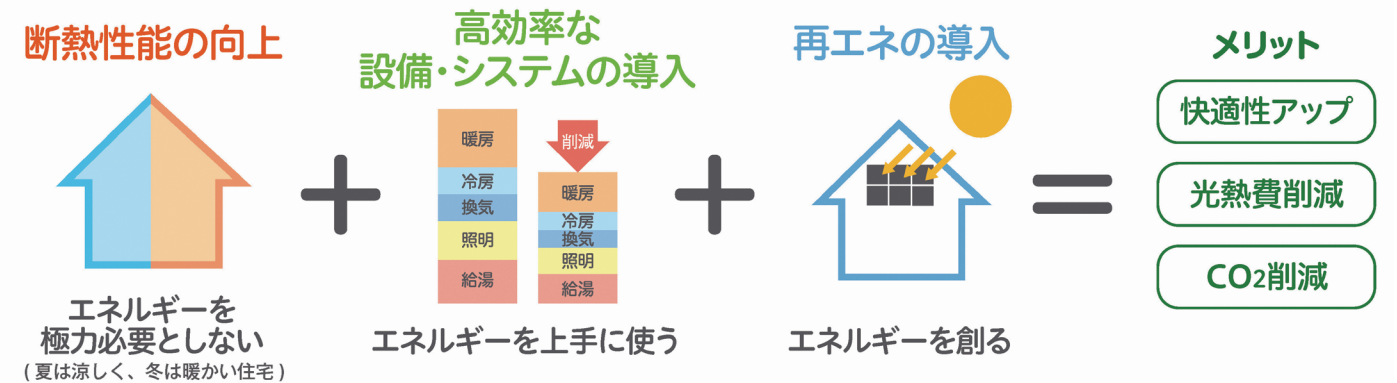 断熱性能の向上
エネルギーを
極力必要としない
(夏は涼しく、冬は暖かい住宅)
高効率な
設備・システムの導入
暖房
冷房
換気
照明
給湯
削減
暖房
冷房
換気
照明
給湯
エネルギーを上手に使う
再エネの導入
エネルギーを創る
メリット
快適性アップ
光熱費削減
CO2削減